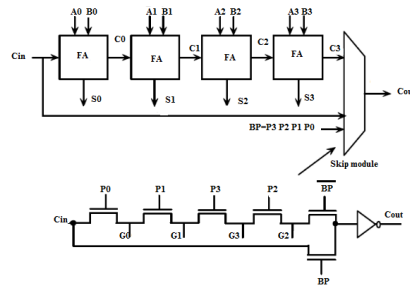 A0 B0 A1 B1 A2 B2 A3 B3
Cin FA C0 FA C1 FA C2 FA C3
S0 S1 S2 S3
Cou
BP=P3 P2 P1 P0
Skip module
P0 P1 P3 P2 BP
Cin G0 G1 G3 G2 Cout
BP